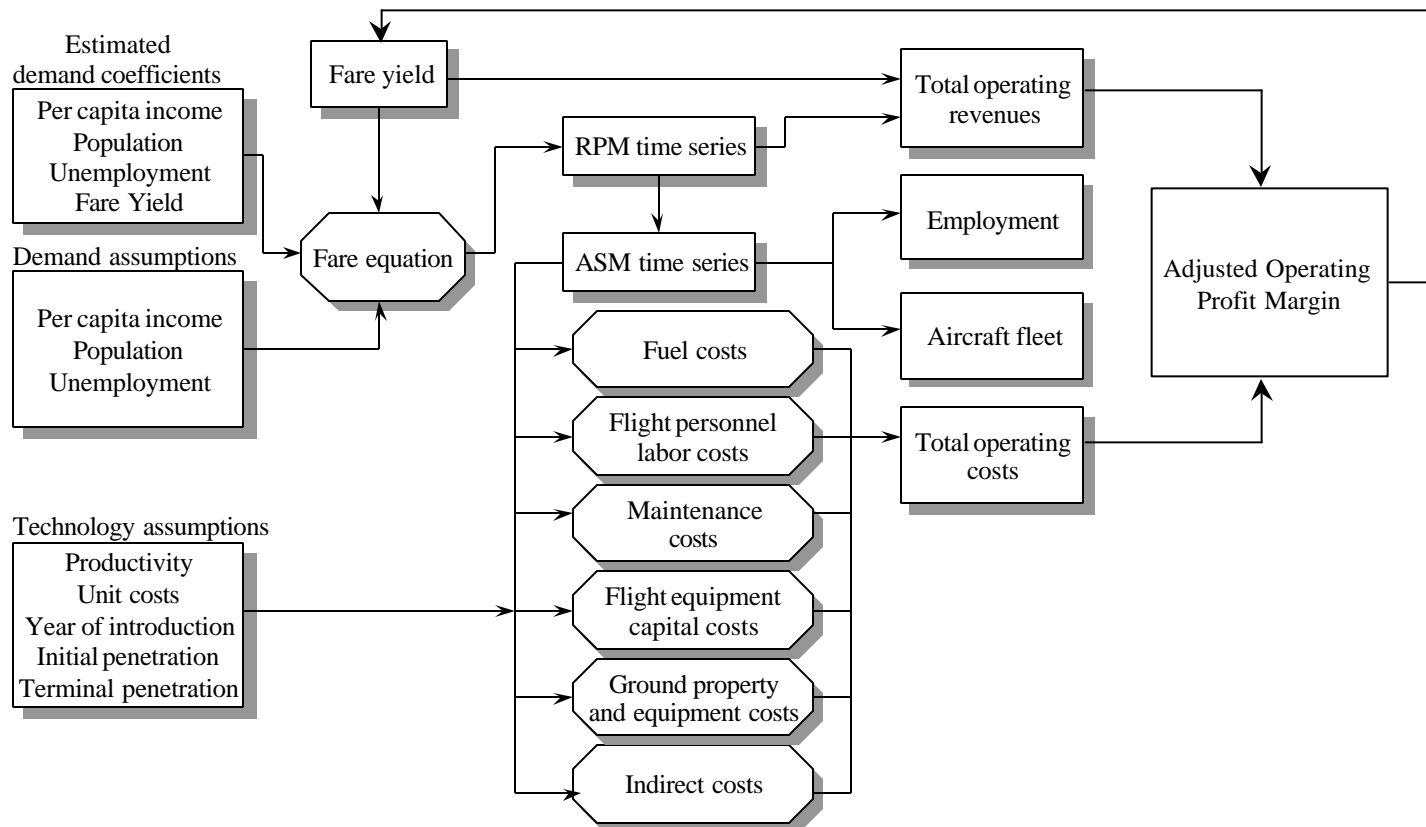 Estimated
demand coefficients
Per capita income
Population
Unemployment
Fare Yield
Demand assumptions
Per capita income
Population
Unemployment
Technology assumptions
Productivity
Unit costs
Year of introduction
Initial penetration
Terminal penetration
Fare yield
Fare equation
RPM time series
ASM time series
Fuel costs
Flight personnel
labor costs
Maintenance
costs
Flight equipment
capital costs
Ground property
and equipment costs
Indirect costs
Total operating
revenues
Employment
Aircraft fleet
Total operating
costs
Adjusted Operating
Profit Margin